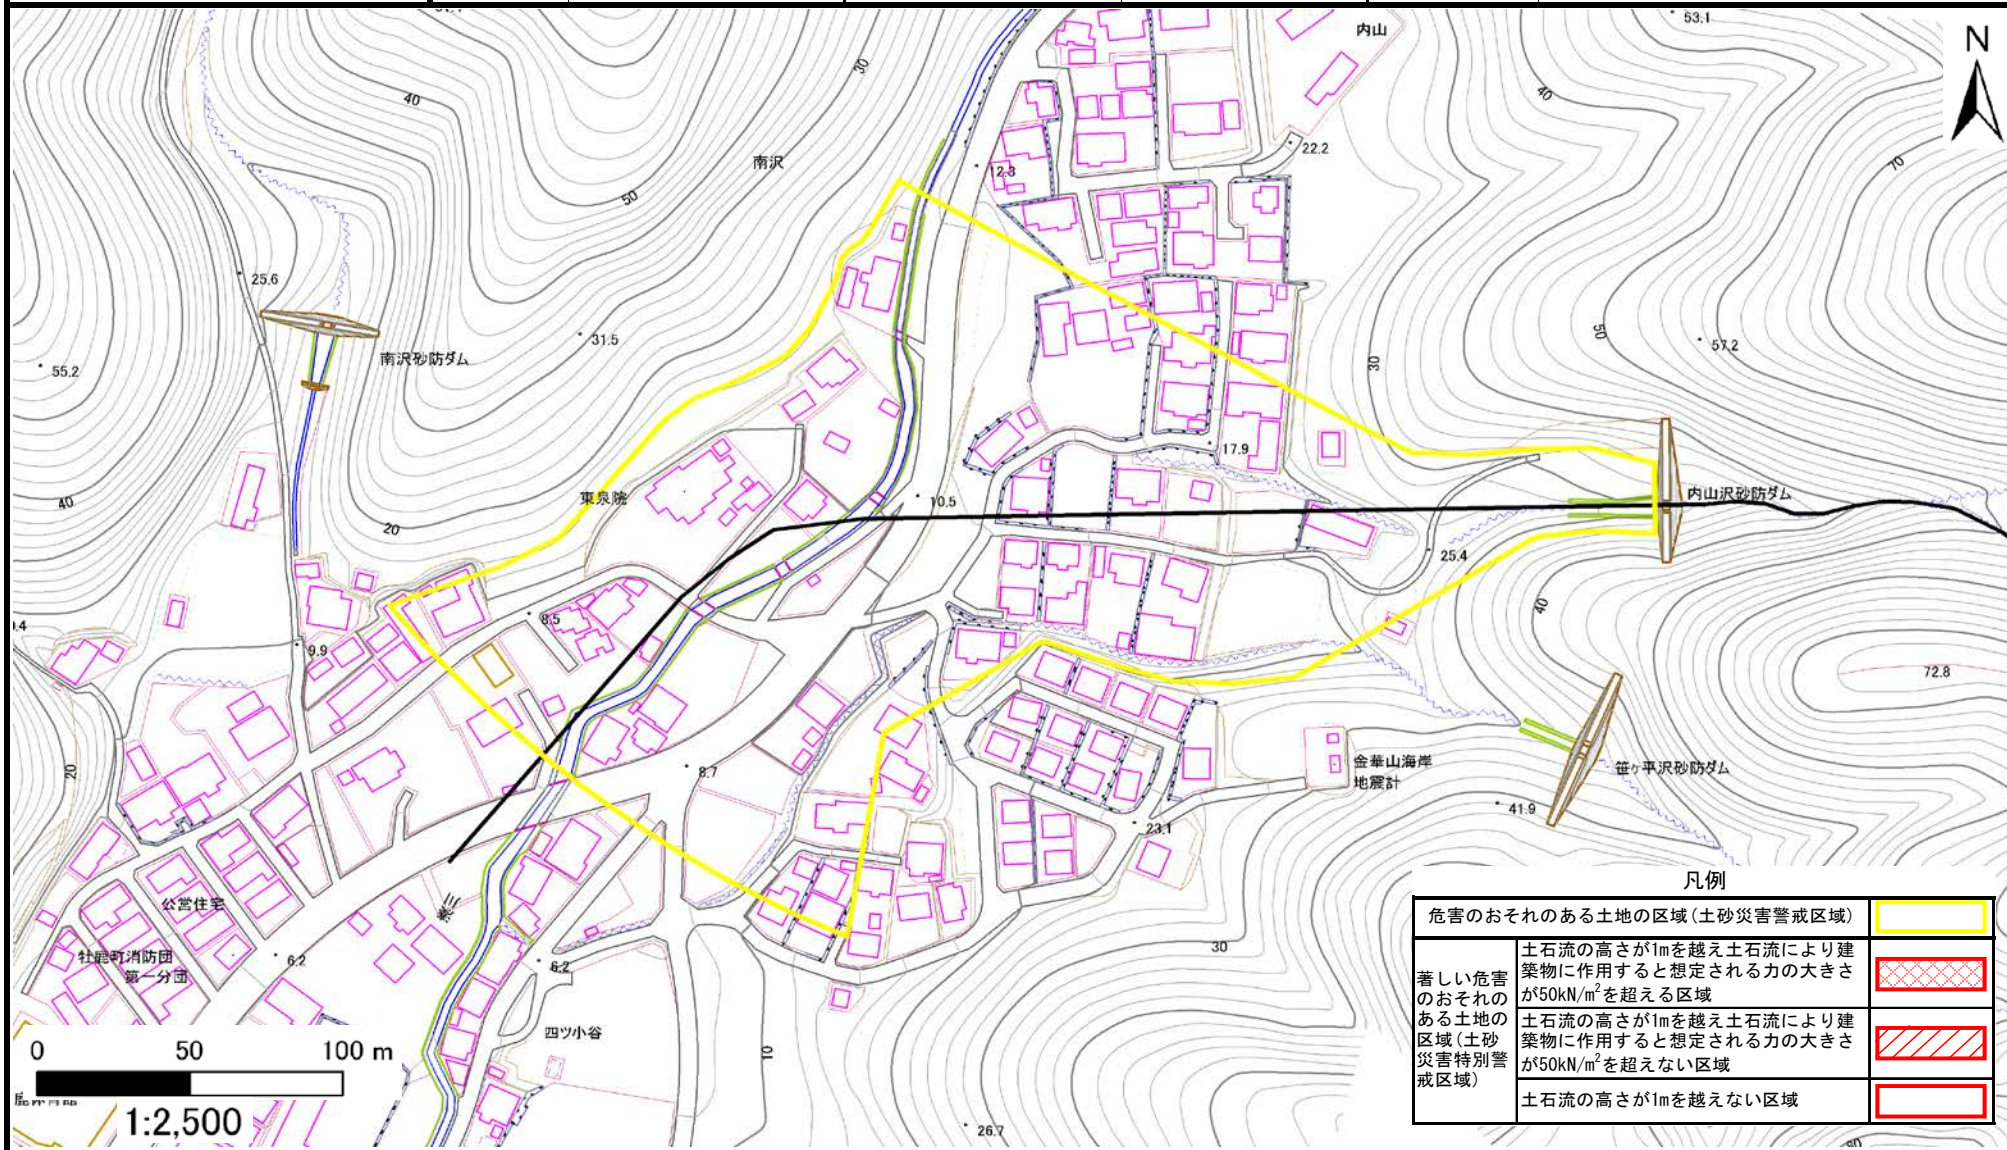 53.1
内山
N
30
40
40
22.2
70
南沢
12.3
50
25.6
31.5
50
57.2
南沢砂防ダム
55.2
30
17.9
内山沢砂防ダム
40
東泉院
10.5
20
25.4
40
8.5
9.9
72.8
8.7
金華山海岸
地震計
笹ヶ平沢砂防ダム
20
41.9
23.1
公営住宅
牡鹿町消防団
第一分団
6.2
6.2
30
四ツ小谷
10
26.7
0 50 100 m
1:2,500
凡例
危害のおそれのある土地の区域(土砂災害警戒区域)
著しい危害
のおそれの
ある土地の
区域(土砂
災害特別警
戒区域)
土石流の高さが1mを越え土石流により建
築物に作用すると想定される力の大きさ
が50kN/m²を超える区域
土石流の高さが1mを越え土石流により建
築物に作用すると想定される力の大きさ
が50kN/m²を超えない区域
土石流の高さが1mを越えない区域